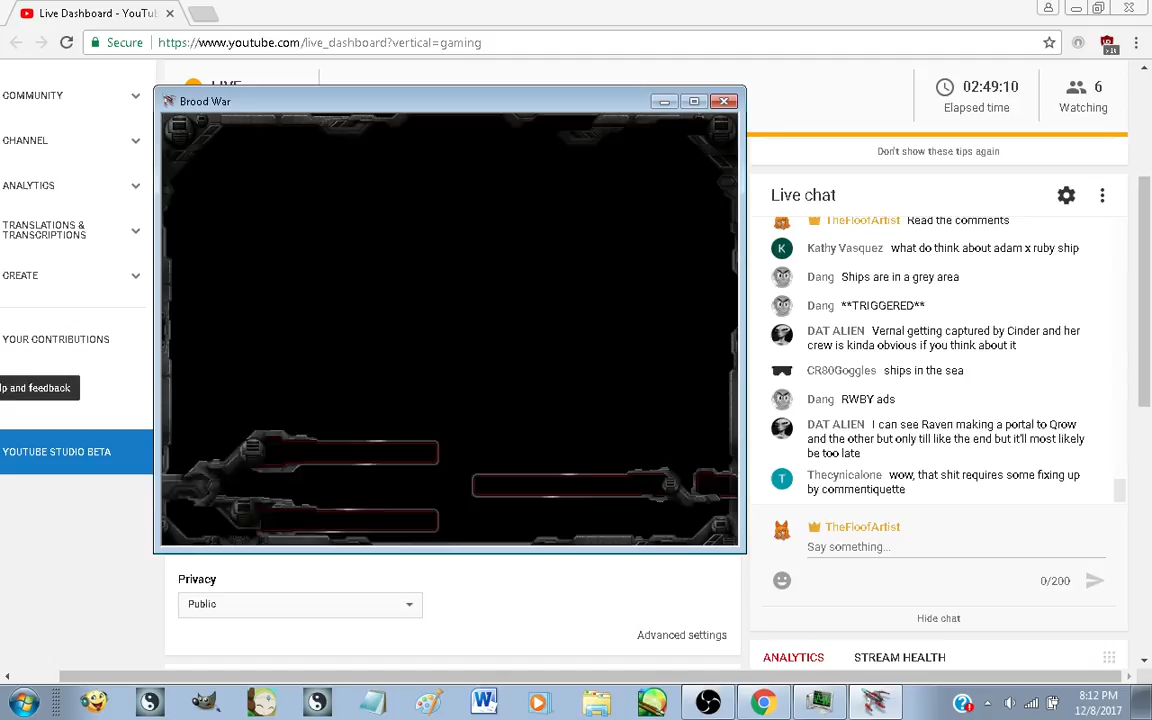 Live Dashboard - YouTu
Secure
https://www.youtube.com/live_dashboard?vertical=gaming
COMMUNITY
CHANNEL
ANALYTICS
TRANSLATIONS &
TRANSCRIPTIONS
CREATE
YOUR CONTRIBUTIONS
lp and feedback
YOUTUBE STUDIO BETA
LIVE
Brood War
02:49:10
Elapsed time
6
Watching
Don't show these tips again
Live chat
TheFloofArtist Read the comments
Kathy Vasquez what do think about adam x ruby ship
Dang Ships are in a grey area
Dang **TRIGGERED**
DAT ALIEN Vernal getting captured by Cinder and her
crew is kinda obvious if you think about it
CR80Goggles ships in the sea
Dang RWBY ads
DAT ALIEN I can see Raven making a portal to Qrow
and the other but only till like the end but it'll most likely
be too late
Thecynicalone wow, that shit requires some fixing up
by commentiquette
TheFloofArtist
Say something...
0/200
Hide chat
Privacy
Public
Advanced settings
ANALYTICS
STREAM HEALTH
8:12 PM
12/8/2017